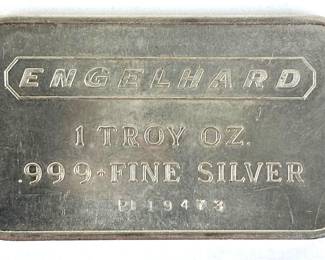 ENGELHARD
1 TROY OZ.
.999+FINE SILVER